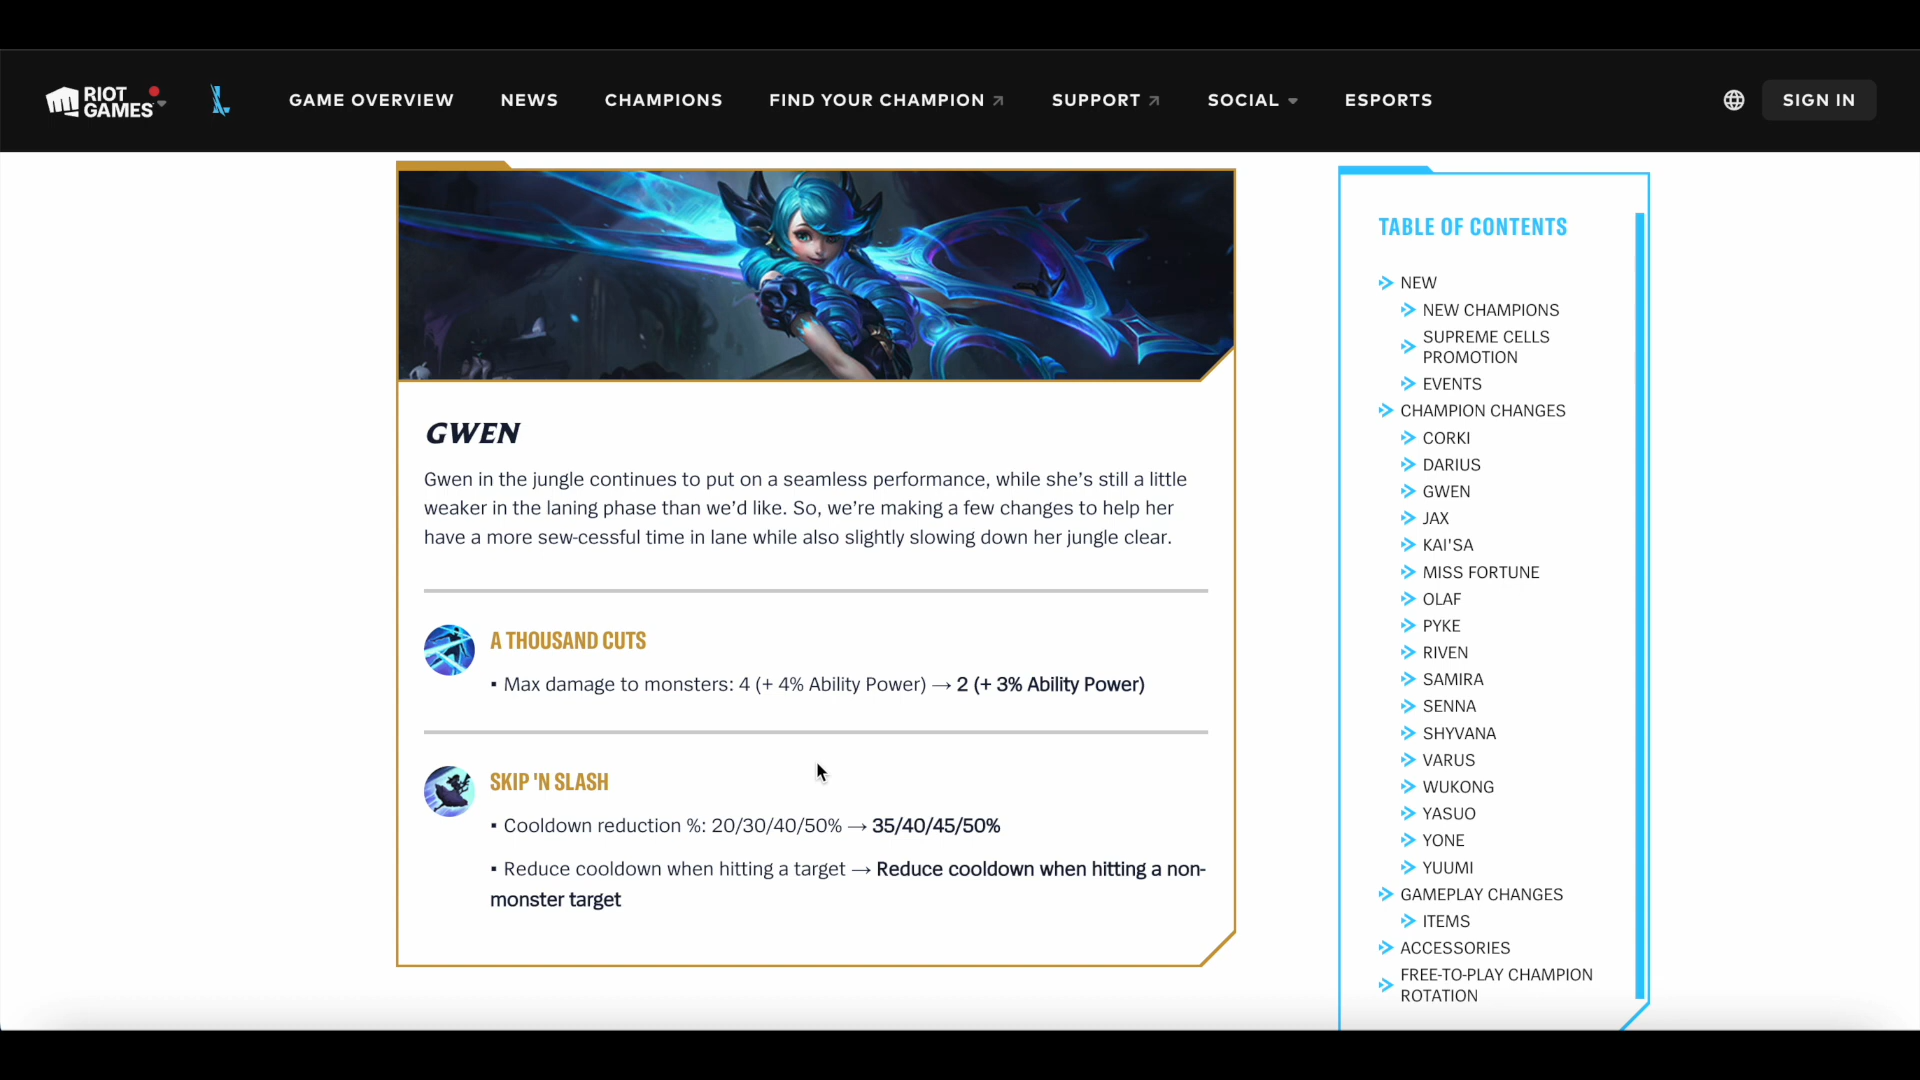 RIOT GAMES
GAME OVERVIEW
NEWS
CHAMPIONS
FIND YOUR CHAMPION
SUPPORT
SOCIAL
ESPORTS
SIGN IN
GWEN
Gwen in the jungle continues to put on a seamless performance, while she’s still a little
weaker in the laning phase than we’d like. So, we’re making a few changes to help her
have a more sew-cessful time in lane while also slightly slowing down her jungle clear.
A THOUSAND CUTS
▪ Max damage to monsters: 4 (+ 4% Ability Power) → 2 (+ 3% Ability Power)
SKIP 'N SLASH
▪ Cooldown reduction %: 20/30/40/50% → 35/40/45/50%
▪ Reduce cooldown when hitting a target → Reduce cooldown when hitting a non-
monster target
TABLE OF CONTENTS
NEW
NEW CHAMPIONS
SUPREME CELLS
PROMOTION
EVENTS
CHAMPION CHANGES
CORKI
DARIUS
GWEN
JAX
KAI'SA
MISS FORTUNE
OLAF
PYKE
RIVEN
SAMIRA
SENNA
SHYVANA
VARUS
WUKONG
YASUO
YONE
YUUMI
GAMEPLAY CHANGES
ITEMS
ACCESSORIES
FREE-TO-PLAY CHAMPION
ROTATION